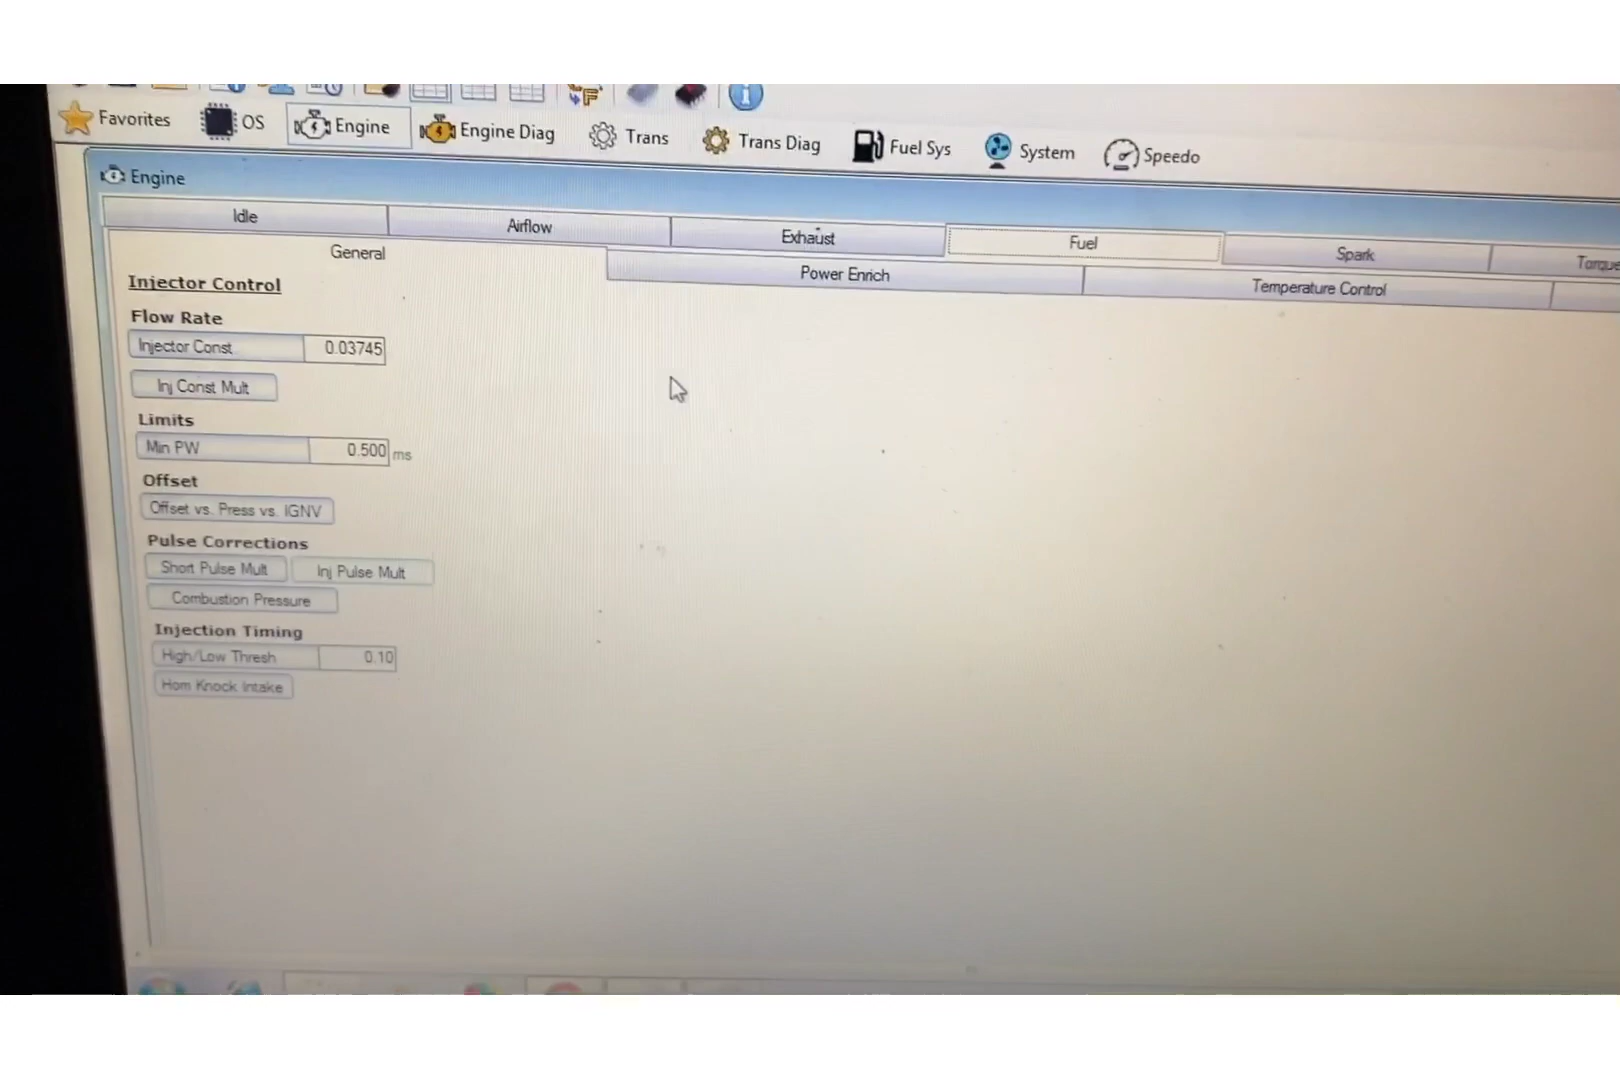 Favorites OS Engine Engine Diag Trans Trans Diag Fuel Sys System Speedo
Engine
Idle Airflow Exhaust Fuel Spark
General Power Enrich Temperature Control
Injector Control
Flow Rate
Injector Const 0.03745
Inj Const Mult
Limits
Min PW 0.500 ms
Offset
Offset vs. Press vs. IGNV
Pulse Corrections
Short Pulse Mult Inj Pulse Mult
Combustion Pressure
Injection Timing
High/Low Thresh 0.10
Hom Knock Intake